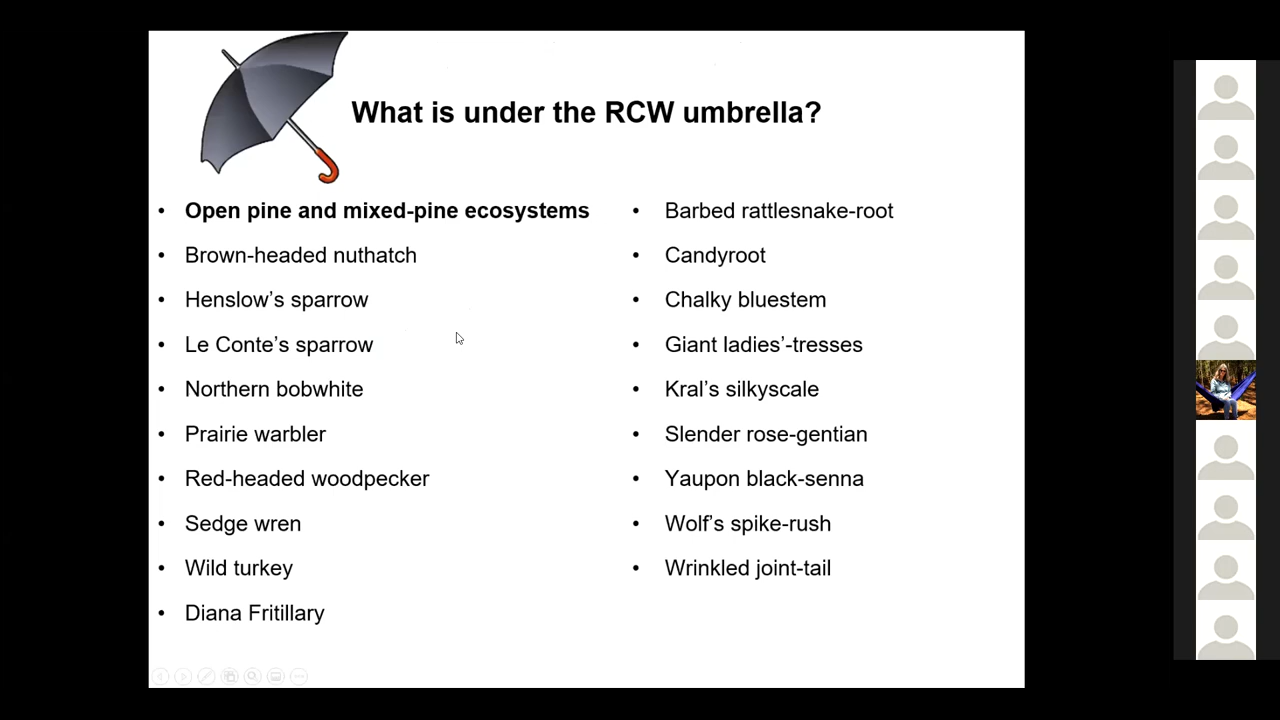 What is under the RCW umbrella?
• Open pine and mixed-pine ecosystems
• Brown-headed nuthatch
• Henslow’s sparrow
• Le Conte’s sparrow
• Northern bobwhite
• Prairie warbler
• Red-headed woodpecker
• Sedge wren
• Wild turkey
• Diana Fritillary
• Barbed rattlesnake-root
• Candyroot
• Chalky bluestem
• Giant ladies’-tresses
• Kral’s silkyscale
• Slender rose-gentian
• Yaupon black-senna
• Wolf’s spike-rush
• Wrinkled joint-tail